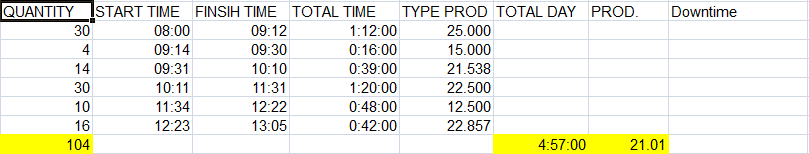 QUANTITY START TIME FINSIH TIME TOTAL TIME TYPE PROD TOTAL DAY PROD. Downtime
30 08:00 09:12 1:12:00 25.000
4 09:14 09:30 0:16:00 15.000
14 09:31 10:10 0:39:00 21.538
30 10:11 11:31 1:20:00 22.500
10 11:34 12:22 0:48:00 12.500
16 12:23 13:05 0:42:00 22.857
104 4:57:00 21.01